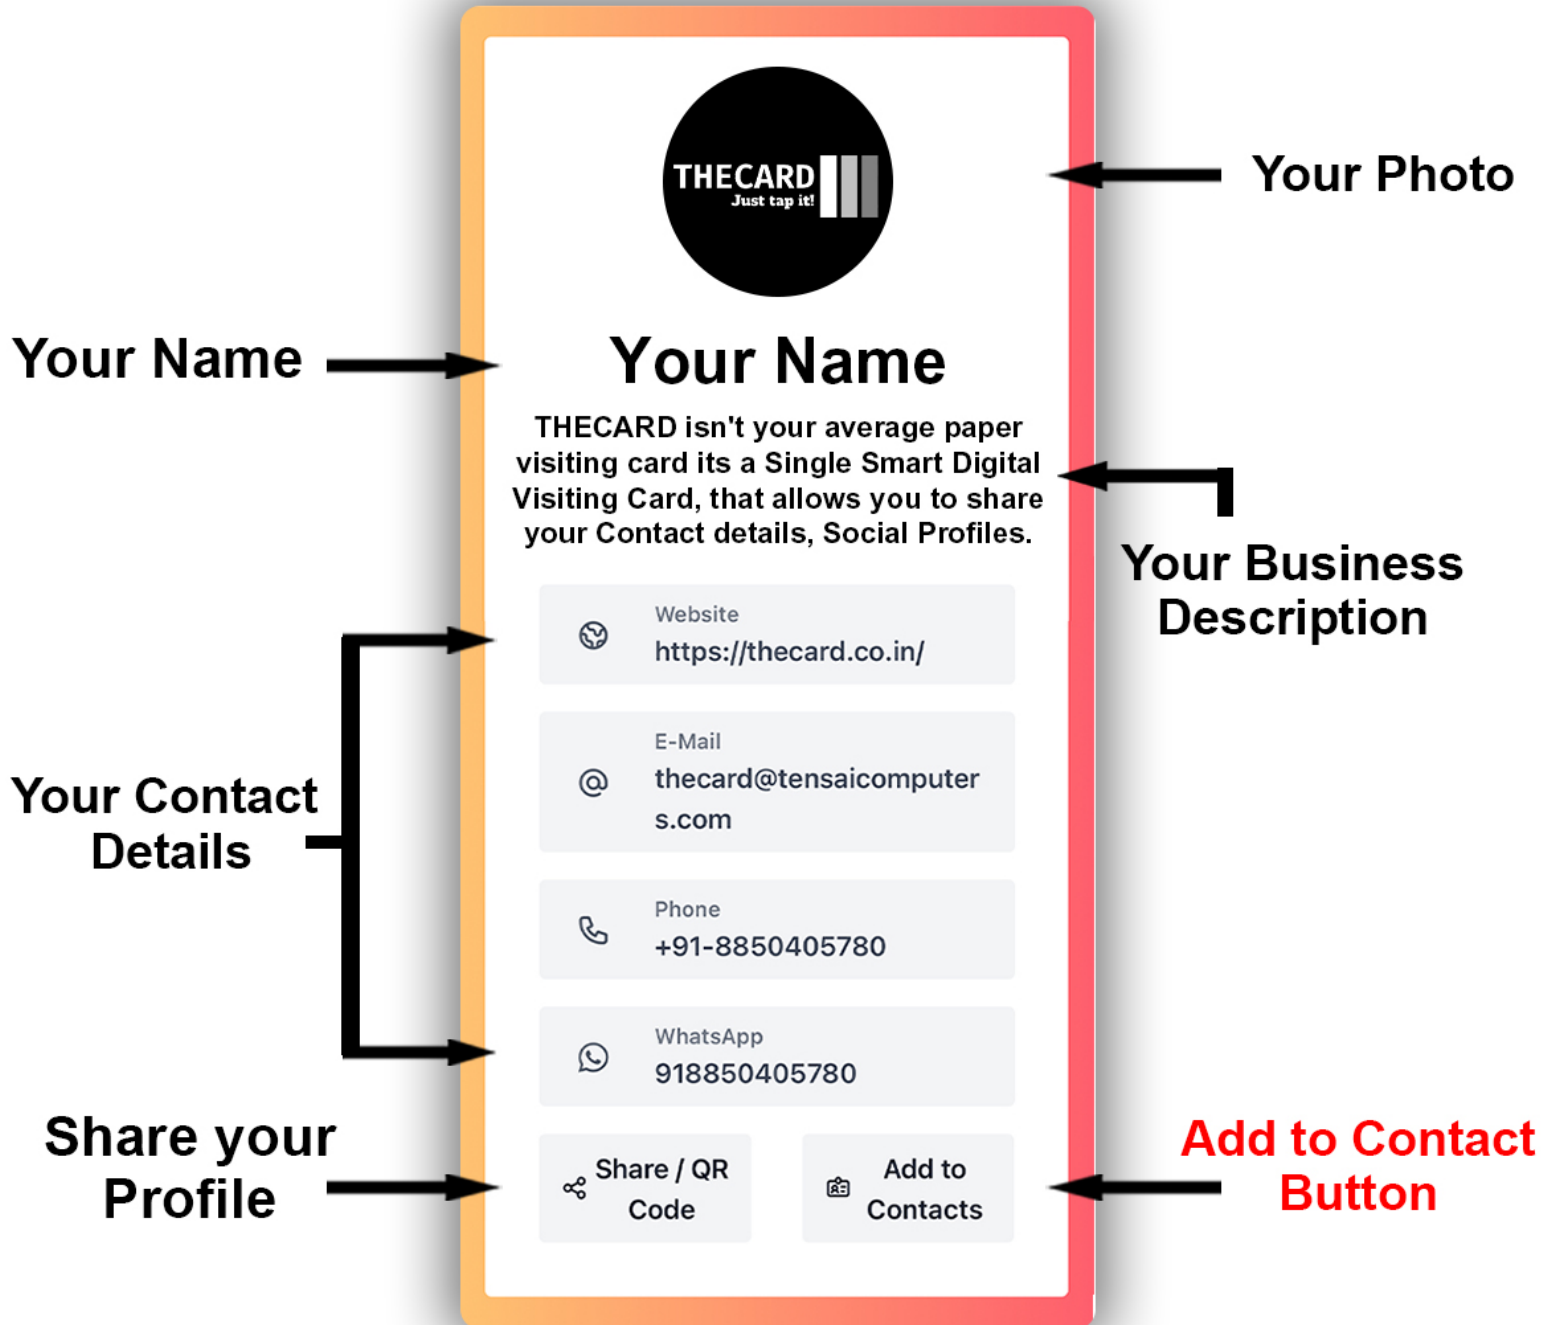 THECARD
Just tap it!
Your Photo
Your Name
Your Name
THECARD isn't your average paper
visiting card its a Single Smart Digital
Visiting Card, that allows you to share
your Contact details, Social Profiles.
Your Business
Description
Website
https://thecard.co.in/
E-Mail
thecard@tensaicomputer
s.com
Your Contact
Details
Phone
+91-8850405780
WhatsApp
918850405780
Share your
Profile
Share / QR
Code
Add to
Contacts
Add to Contact
Button